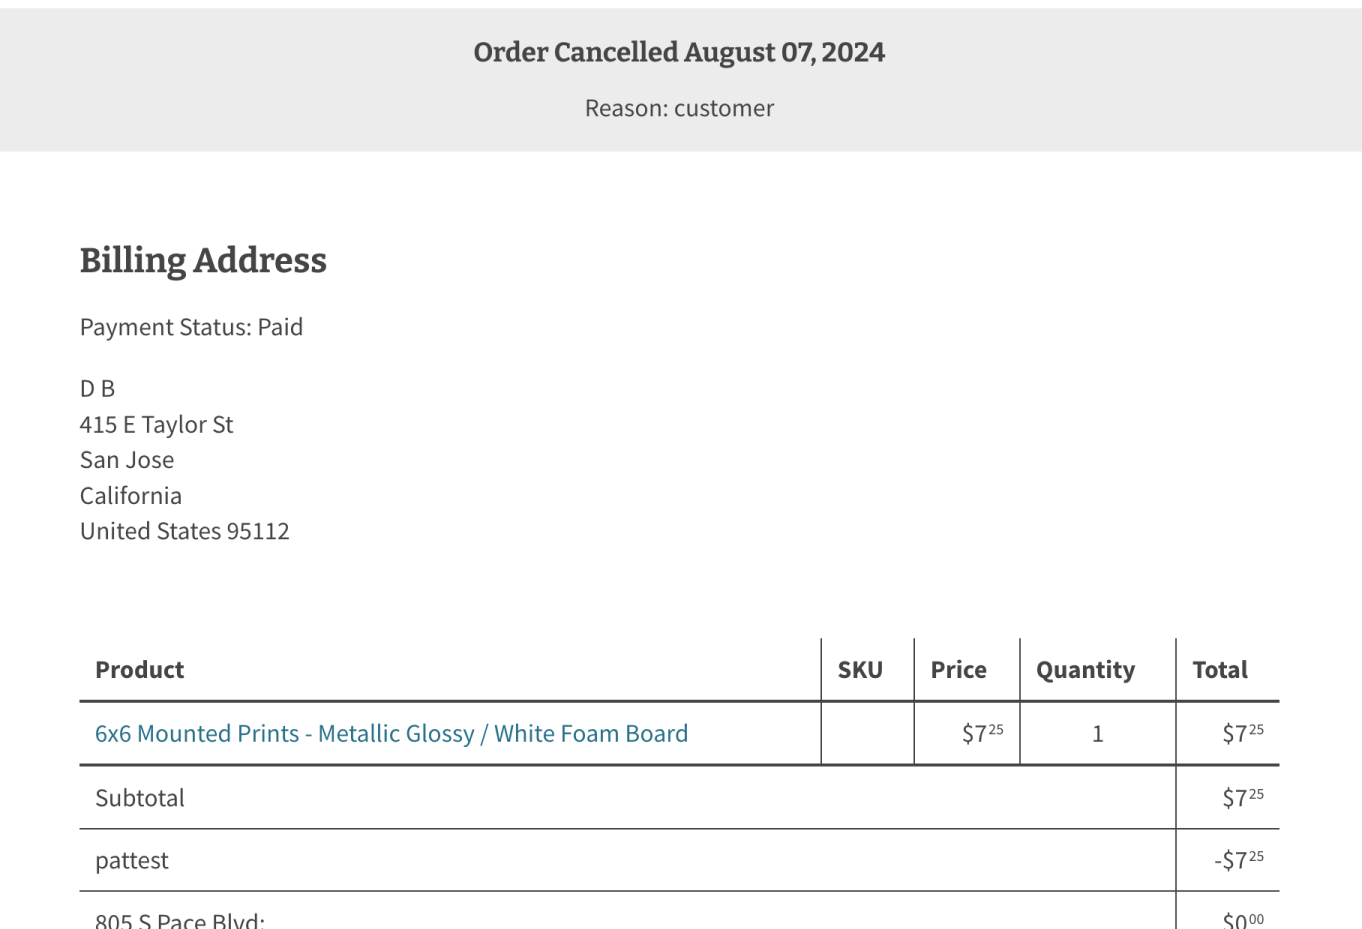 Order Cancelled August 07, 2024
Reason: customer
Billing Address
Payment Status: Paid
D B
415 E Taylor St
San Jose
California
United States 95112
Product SKU Price Quantity Total
6x6 Mounted Prints - Metallic Glossy / White Foam Board $7 25 1 $7 25
Subtotal $7 25
pattest -$7 25
805 S Pace Blvd: $0 00